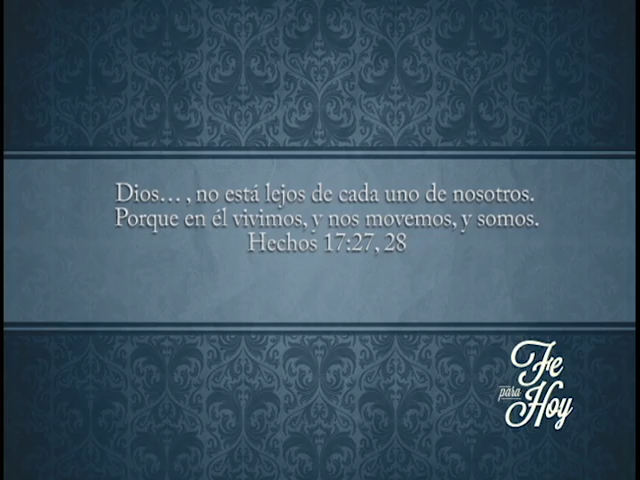 Dios... , no está lejos de cada uno de nosotros.
Porque en él vivimos, y nos movemos, y somos.
Hechos 17:27, 28
Fe
para
Hoy